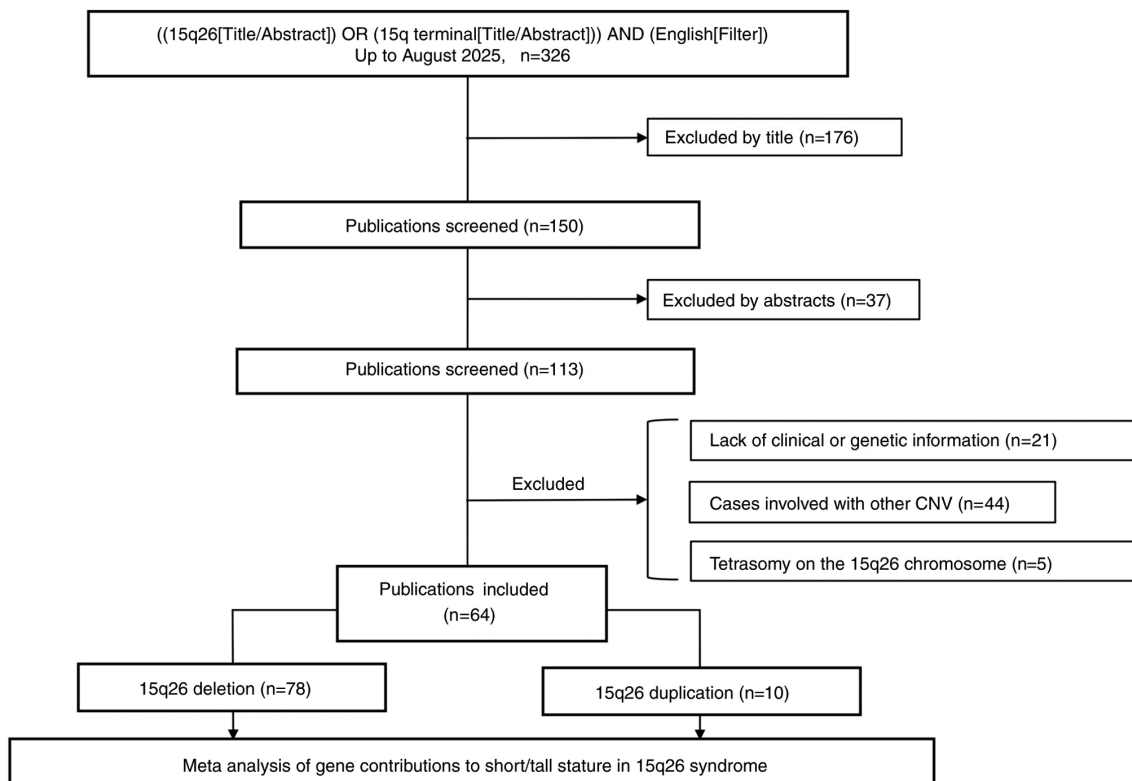 ((15q26[Title/Abstract]) OR (15q terminal[Title/Abstract])) AND (English[Filter])
Up to August 2025, n=326
Excluded by title (n=176)
Publications screened (n=150)
Excluded by abstracts (n=37)
Publications screened (n=113)
Lack of clinical or genetic information (n=21)
Excluded
Cases involved with other CNV (n=44)
Tetrasomy on the 15q26 chromosome (n=5)
Publications included
(n=64)
15q26 deletion (n=78)
15q26 duplication (n=10)
Meta analysis of gene contributions to short/tall stature in 15q26 syndrome